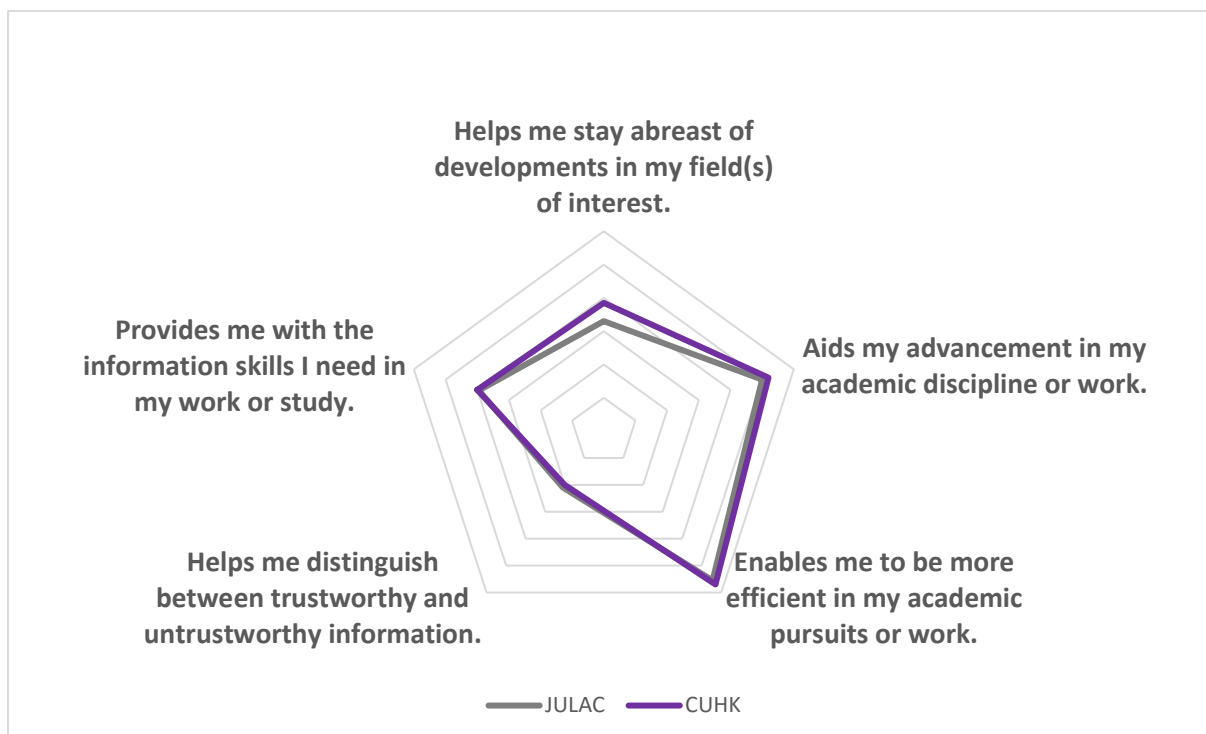 Helps me stay abreast of
developments in my field(s)
of interest.
Provides me with the
information skills I need in
my work or study.
Aids my advancement in my
academic discipline or work.
Helps me distinguish
between trustworthy and
untrustworthy information.
Enables me to be more
efficient in my academic
pursuits or work.
JULAC
CUHK